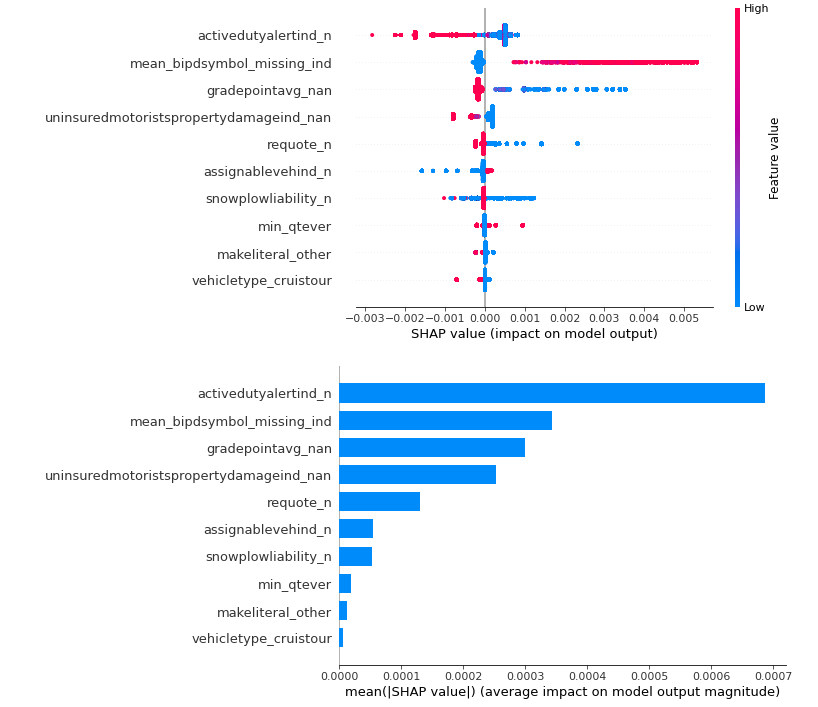 High
activedutyalertind_n
mean_bipdsymbol_missing_ind
gradepointavg_nan
uninsuredmotoristspropertydamageind_nan
requote_n
assignablevehind_n
snowplowliability_n
min_qtever
makeliteral_other
vehicletype_cruistour
Feature value
Low
−0.003 −0.002 −0.001 0.000 0.001 0.002 0.003 0.004 0.005
SHAP value (impact on model output)
activedutyalertind_n
mean_bipdsymbol_missing_ind
gradepointavg_nan
uninsuredmotoristspropertydamageind_nan
requote_n
assignablevehind_n
snowplowliability_n
min_qtever
makeliteral_other
vehicletype_cruistour
0.0000 0.0001 0.0002 0.0003 0.0004 0.0005 0.0006 0.0007
mean(|SHAP value|) (average impact on model output magnitude)